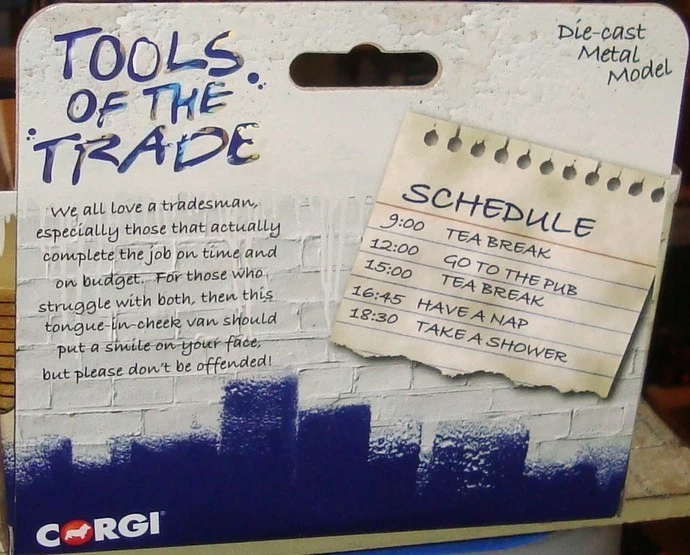 TOOLS
OF THE
TRADE
We all love a tradesman,
especially those that actually
complete the job on time and
on budget. For those who
struggle with both, then this
tongue-in-cheek van should
put a smile on your face,
but please don't be offended!
Die-cast
Metal
Model
SCHEDULE
9:00 TEA BREAK
12:00 GO TO THE PUB
15:00 TEA BREAK
16:45 HAVE A NAP
18:30 TAKE A SHOWER
CORGI®